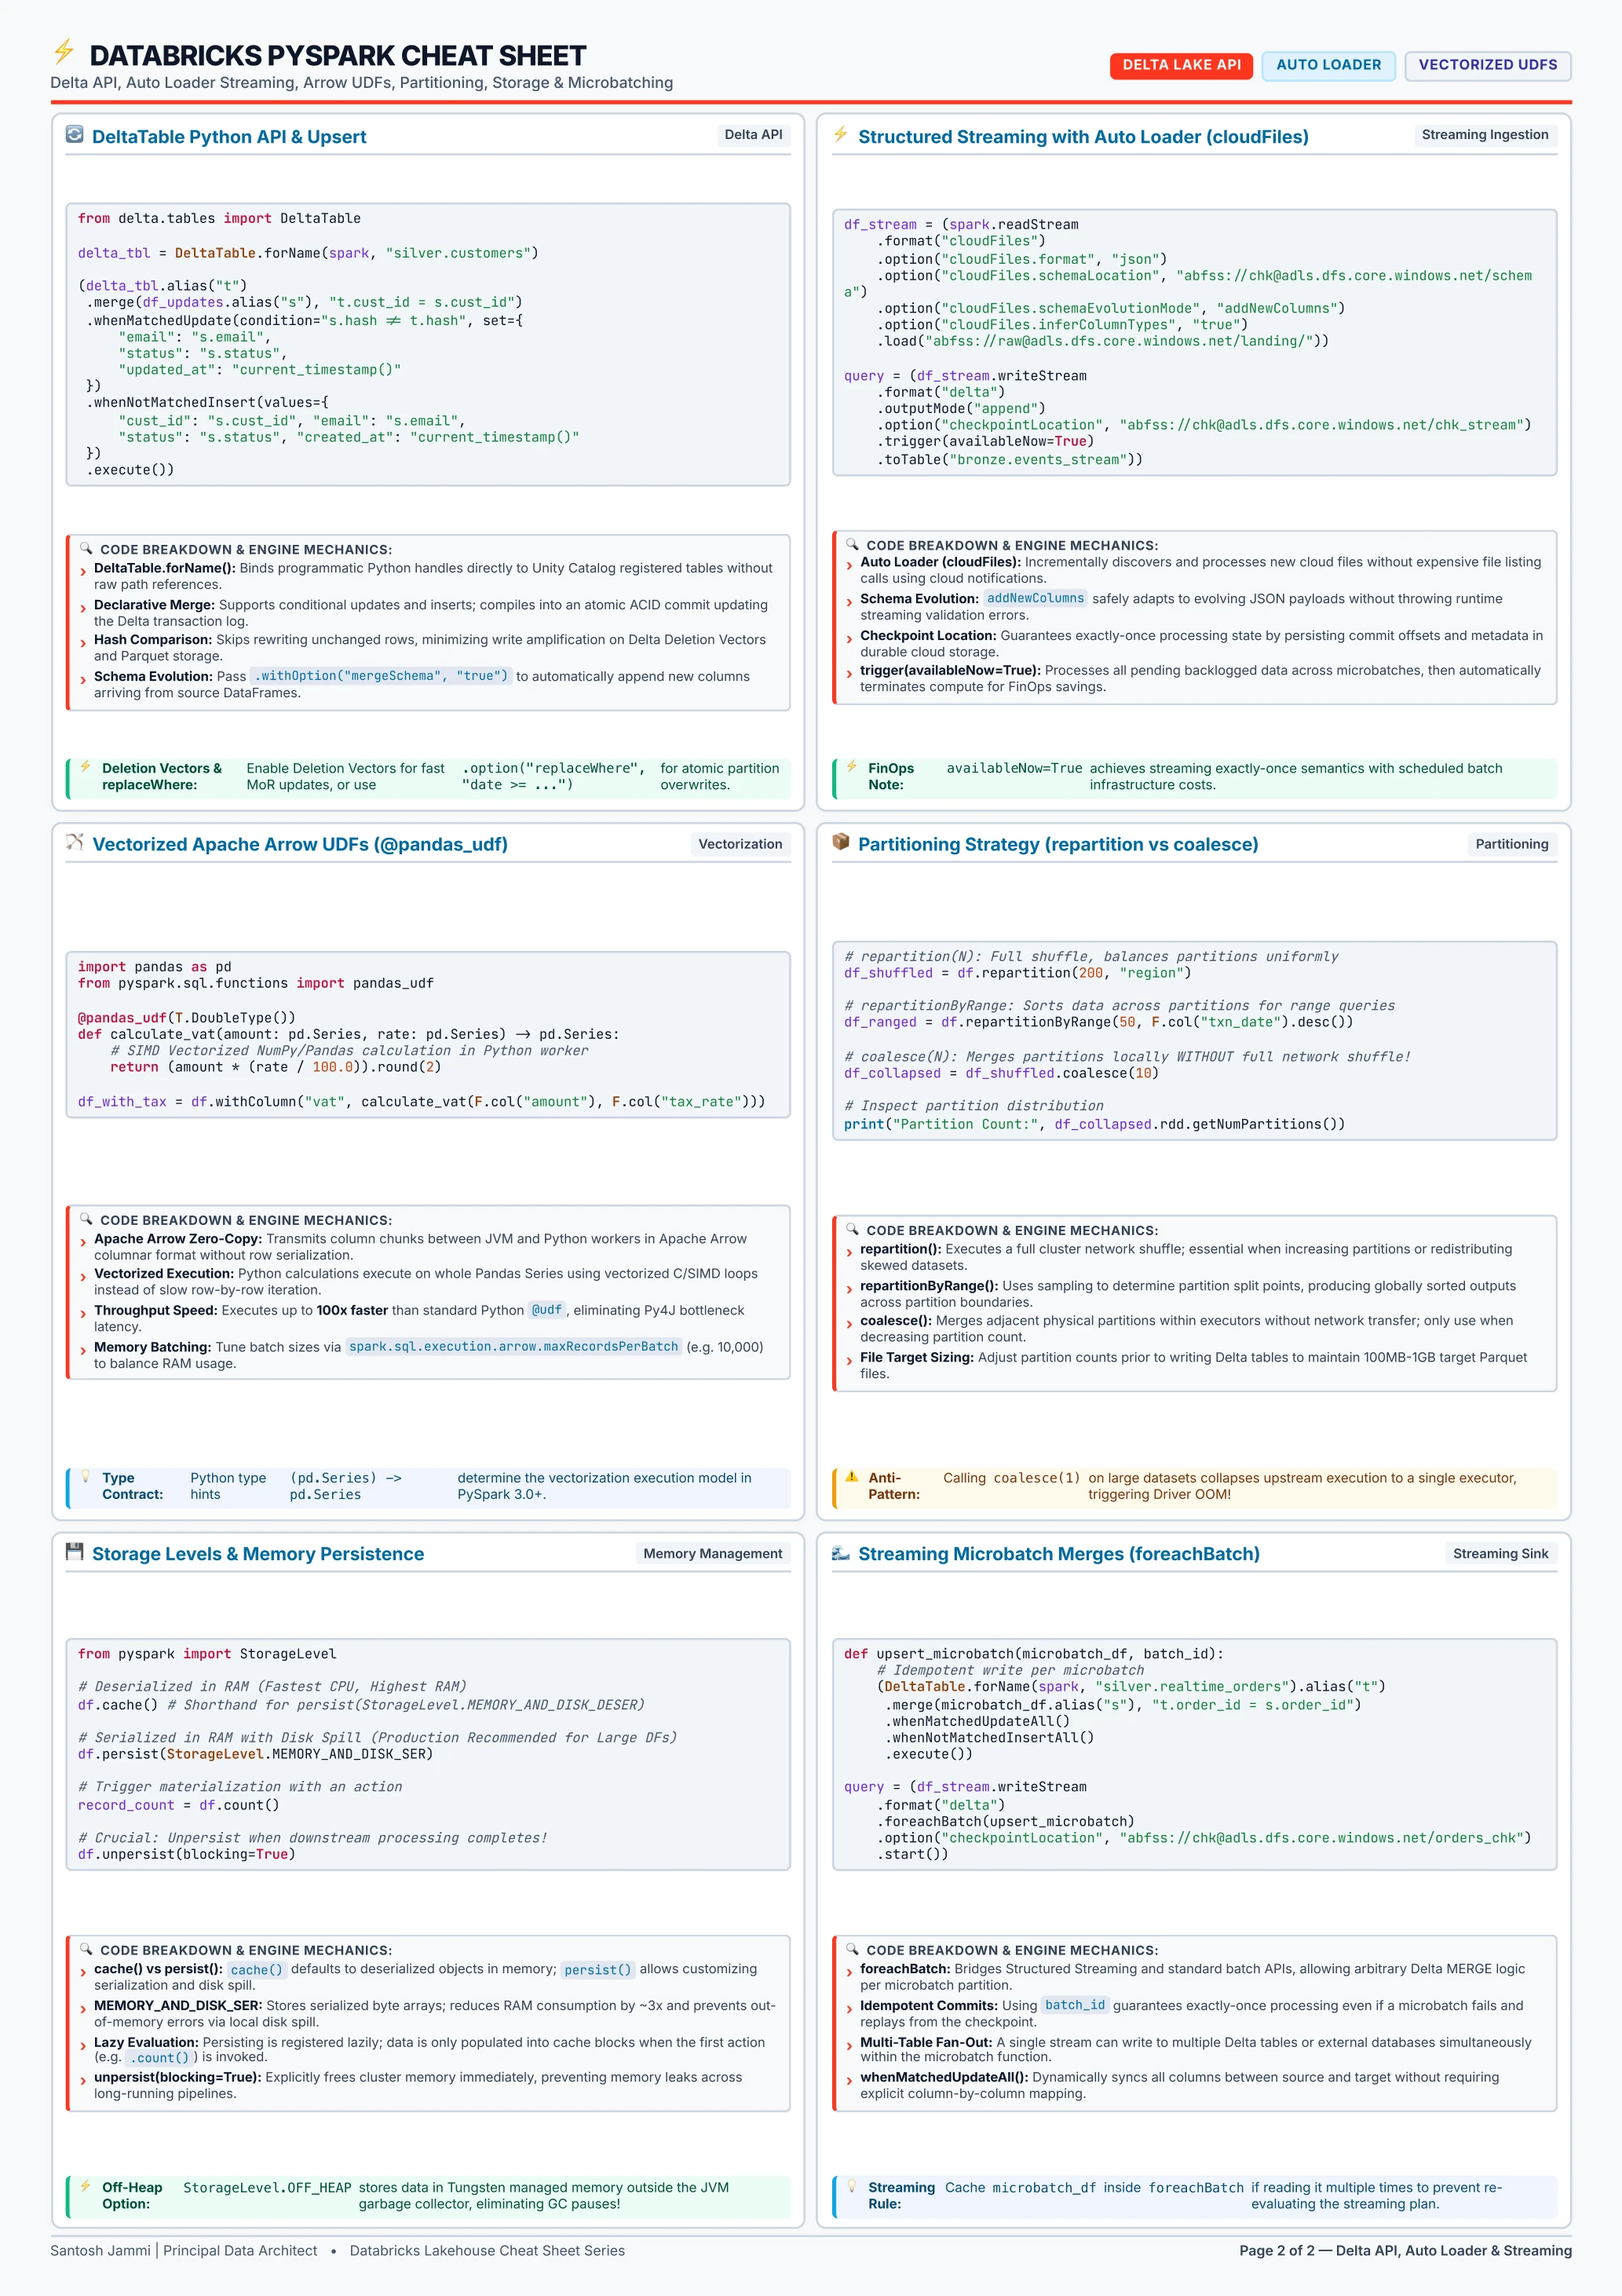 ⚡ DATABRICKS PYSPARK CHEAT SHEET
Delta API, Auto Loader Streaming, Arrow UDFs, Partitioning, Storage & Microbatching
DELTA LAKE API
AUTO LOADER
VECTORIZED UDFS
DeltaTable Python API & Upsert
Delta API
from delta.tables import DeltaTable
delta_tbl = DeltaTable.forName(spark, "silver.customers")
(delta_tbl.alias("t")
 .merge(df_updates.alias("s"), "t.cust_id = s.cust_id")
 .whenMatchedUpdate(condition="s.hash ≠ t.hash", set={
     "email": "s.email",
     "status": "s.status",
     "updated_at": "current_timestamp()"
 })
 .whenNotMatchedInsert(values={
     "cust_id": "s.cust_id", "email": "s.email",
     "status": "s.status", "created_at": "current_timestamp()"
 })
 .execute())
CODE BREAKDOWN & ENGINE MECHANICS:
› DeltaTable.forName(): Binds programmatic Python handles directly to Unity Catalog registered tables without
raw path references.
› Declarative Merge: Supports conditional updates and inserts; compiles into an atomic ACID commit updating
the Delta transaction log.
› Hash Comparison: Skips rewriting unchanged rows, minimizing write amplification on Delta Deletion Vectors
and Parquet storage.
› Schema Evolution: Pass .withOption("mergeSchema", "true") to automatically append new columns
arriving from source DataFrames.
⚡ Deletion Vectors & replaceWhere: Enable Deletion Vectors for fast MoR updates, or use .option("replaceWhere", "date >= ...") for atomic partition overwrites.
Structured Streaming with Auto Loader (cloudFiles)
Streaming Ingestion
df_stream = (spark.readStream
    .format("cloudFiles")
    .option("cloudFiles.format", "json")
    .option("cloudFiles.schemaLocation", "abfss://chk@adls.dfs.core.windows.net/schem
a")
    .option("cloudFiles.schemaEvolutionMode", "addNewColumns")
    .option("cloudFiles.inferColumnTypes", "true")
    .load("abfss://raw@adls.dfs.core.windows.net/landing/"))
query = (df_stream.writeStream
    .format("delta")
    .outputMode("append")
    .option("checkpointLocation", "abfss://chk@adls.dfs.core.windows.net/chk_stream")
    .trigger(availableNow=True)
    .toTable("bronze.events_stream"))
CODE BREAKDOWN & ENGINE MECHANICS:
› Auto Loader (cloudFiles): Incrementally discovers and processes new cloud files without expensive file listing
calls using cloud notifications.
› Schema Evolution: addNewColumns safely adapts to evolving JSON payloads without throwing runtime
streaming validation errors.
› Checkpoint Location: Guarantees exactly-once processing state by persisting commit offsets and metadata in
durable cloud storage.
› trigger(availableNow=True): Processes all pending backlogged data across microbatches, then automatically
terminates compute for FinOps savings.
⚡ FinOps Note: availableNow=True achieves streaming exactly-once semantics with scheduled batch infrastructure costs.
Vectorized Apache Arrow UDFs (@pandas_udf)
Vectorization
import pandas as pd
from pyspark.sql.functions import pandas_udf
@pandas_udf(T.DoubleType())
def calculate_vat(amount: pd.Series, rate: pd.Series) → pd.Series:
    # SIMD Vectorized NumPy/Pandas calculation in Python worker
    return (amount * (rate / 100.0)).round(2)
df_with_tax = df.withColumn("vat", calculate_vat(F.col("amount"), F.col("tax_rate")))
CODE BREAKDOWN & ENGINE MECHANICS:
› Apache Arrow Zero-Copy: Transmits column chunks between JVM and Python workers in Apache Arrow
columnar format without row serialization.
› Vectorized Execution: Python calculations execute on whole Pandas Series using vectorized C/SIMD loops
instead of slow row-by-row iteration.
› Throughput Speed: Executes up to 100x faster than standard Python @udf, eliminating Py4J bottleneck
latency.
› Memory Batching: Tune batch sizes via spark.sql.execution.arrow.maxRecordsPerBatch (e.g. 10,000)
to balance RAM usage.
Type Contract: Python type hints (pd.Series) -> pd.Series determine the vectorization execution model in PySpark 3.0+.
Partitioning Strategy (repartition vs coalesce)
Partitioning
# repartition(N): Full shuffle, balances partitions uniformly
df_shuffled = df.repartition(200, "region")
# repartitionByRange: Sorts data across partitions for range queries
df_ranged = df.repartitionByRange(50, F.col("txn_date").desc())
# coalesce(N): Merges partitions locally WITHOUT full network shuffle!
df_collapsed = df_shuffled.coalesce(10)
# Inspect partition distribution
print("Partition Count:", df_collapsed.rdd.getNumPartitions())
CODE BREAKDOWN & ENGINE MECHANICS:
› repartition(): Executes a full cluster network shuffle; essential when increasing partitions or redistributing
skewed datasets.
› repartitionByRange(): Uses sampling to determine partition split points, producing globally sorted outputs
across partition boundaries.
› coalesce(): Merges adjacent physical partitions within executors without network transfer; only use when
decreasing partition count.
› File Target Sizing: Adjust partition counts prior to writing Delta tables to maintain 100MB-1GB target Parquet
files.
⚠ Anti-Pattern: Calling coalesce(1) on large datasets collapses upstream execution to a single executor, triggering Driver OOM!
Storage Levels & Memory Persistence
Memory Management
from pyspark import StorageLevel
# Deserialized in RAM (Fastest CPU, Highest RAM)
df.cache() # Shorthand for persist(StorageLevel.MEMORY_AND_DISK_DESER)
# Serialized in RAM with Disk Spill (Production Recommended for Large DFs)
df.persist(StorageLevel.MEMORY_AND_DISK_SER)
# Trigger materialization with an action
record_count = df.count()
# Crucial: Unpersist when downstream processing completes!
df.unpersist(blocking=True)
CODE BREAKDOWN & ENGINE MECHANICS:
› cache() vs persist(): cache() defaults to deserialized objects in memory; persist() allows customizing
serialization and disk spill.
› MEMORY_AND_DISK_SER: Stores serialized byte arrays; reduces RAM consumption by ~3x and prevents out-
of-memory errors via local disk spill.
› Lazy Evaluation: Persisting is registered lazily; data is only populated into cache blocks when the first action
(e.g. .count()) is invoked.
› unpersist(blocking=True): Explicitly frees cluster memory immediately, preventing memory leaks across
long-running pipelines.
⚡ Off-Heap Option: StorageLevel.OFF_HEAP stores data in Tungsten managed memory outside the JVM garbage collector, eliminating GC pauses!
Streaming Microbatch Merges (foreachBatch)
Streaming Sink
def upsert_microbatch(microbatch_df, batch_id):
    # Idempotent write per microbatch
    (DeltaTable.forName(spark, "silver.realtime_orders").alias("t")
     .merge(microbatch_df.alias("s"), "t.order_id = s.order_id")
     .whenMatchedUpdateAll()
     .whenNotMatchedInsertAll()
     .execute())
query = (df_stream.writeStream
    .format("delta")
    .foreachBatch(upsert_microbatch)
    .option("checkpointLocation", "abfss://chk@adls.dfs.core.windows.net/orders_chk")
    .start())
CODE BREAKDOWN & ENGINE MECHANICS:
› foreachBatch: Bridges Structured Streaming and standard batch APIs, allowing arbitrary Delta MERGE logic
per microbatch partition.
› Idempotent Commits: Using batch_id guarantees exactly-once processing even if a microbatch fails and
replays from the checkpoint.
› Multi-Table Fan-Out: A single stream can write to multiple Delta tables or external databases simultaneously
within the microbatch function.
› whenMatchedUpdateAll(): Dynamically syncs all columns between source and target without requiring
explicit column-by-column mapping.
Streaming Rule: Cache microbatch_df inside foreachBatch if reading it multiple times to prevent re-evaluating the streaming plan.
Santosh Jammi | Principal Data Architect • Databricks Lakehouse Cheat Sheet Series
Page 2 of 2 — Delta API, Auto Loader & Streaming